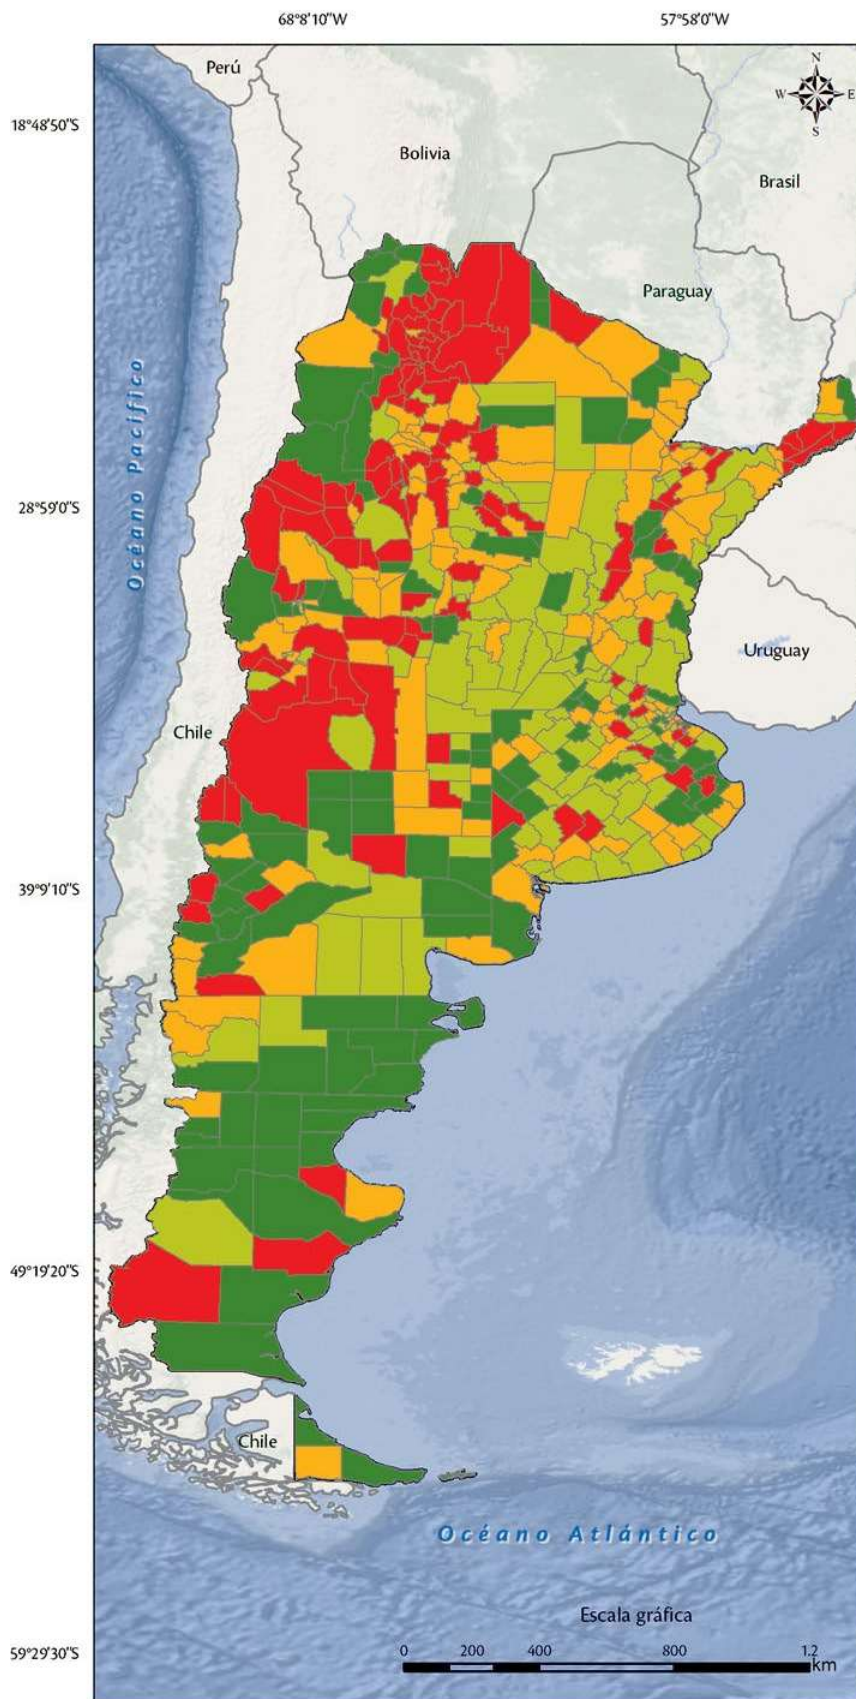 68°8'10"W
57°58'0"W
Perú
N
W
E
S
18°48'50"S
Bolivia
Brasil
Paraguay
Océano Pacífico
28°59'0"S
Uruguay
Chile
39°9'10"S
49°19'20"S
Chile
Océano Atlántico
Escala gráfica
59°29'30"S
0
200
400
800
1.2
km